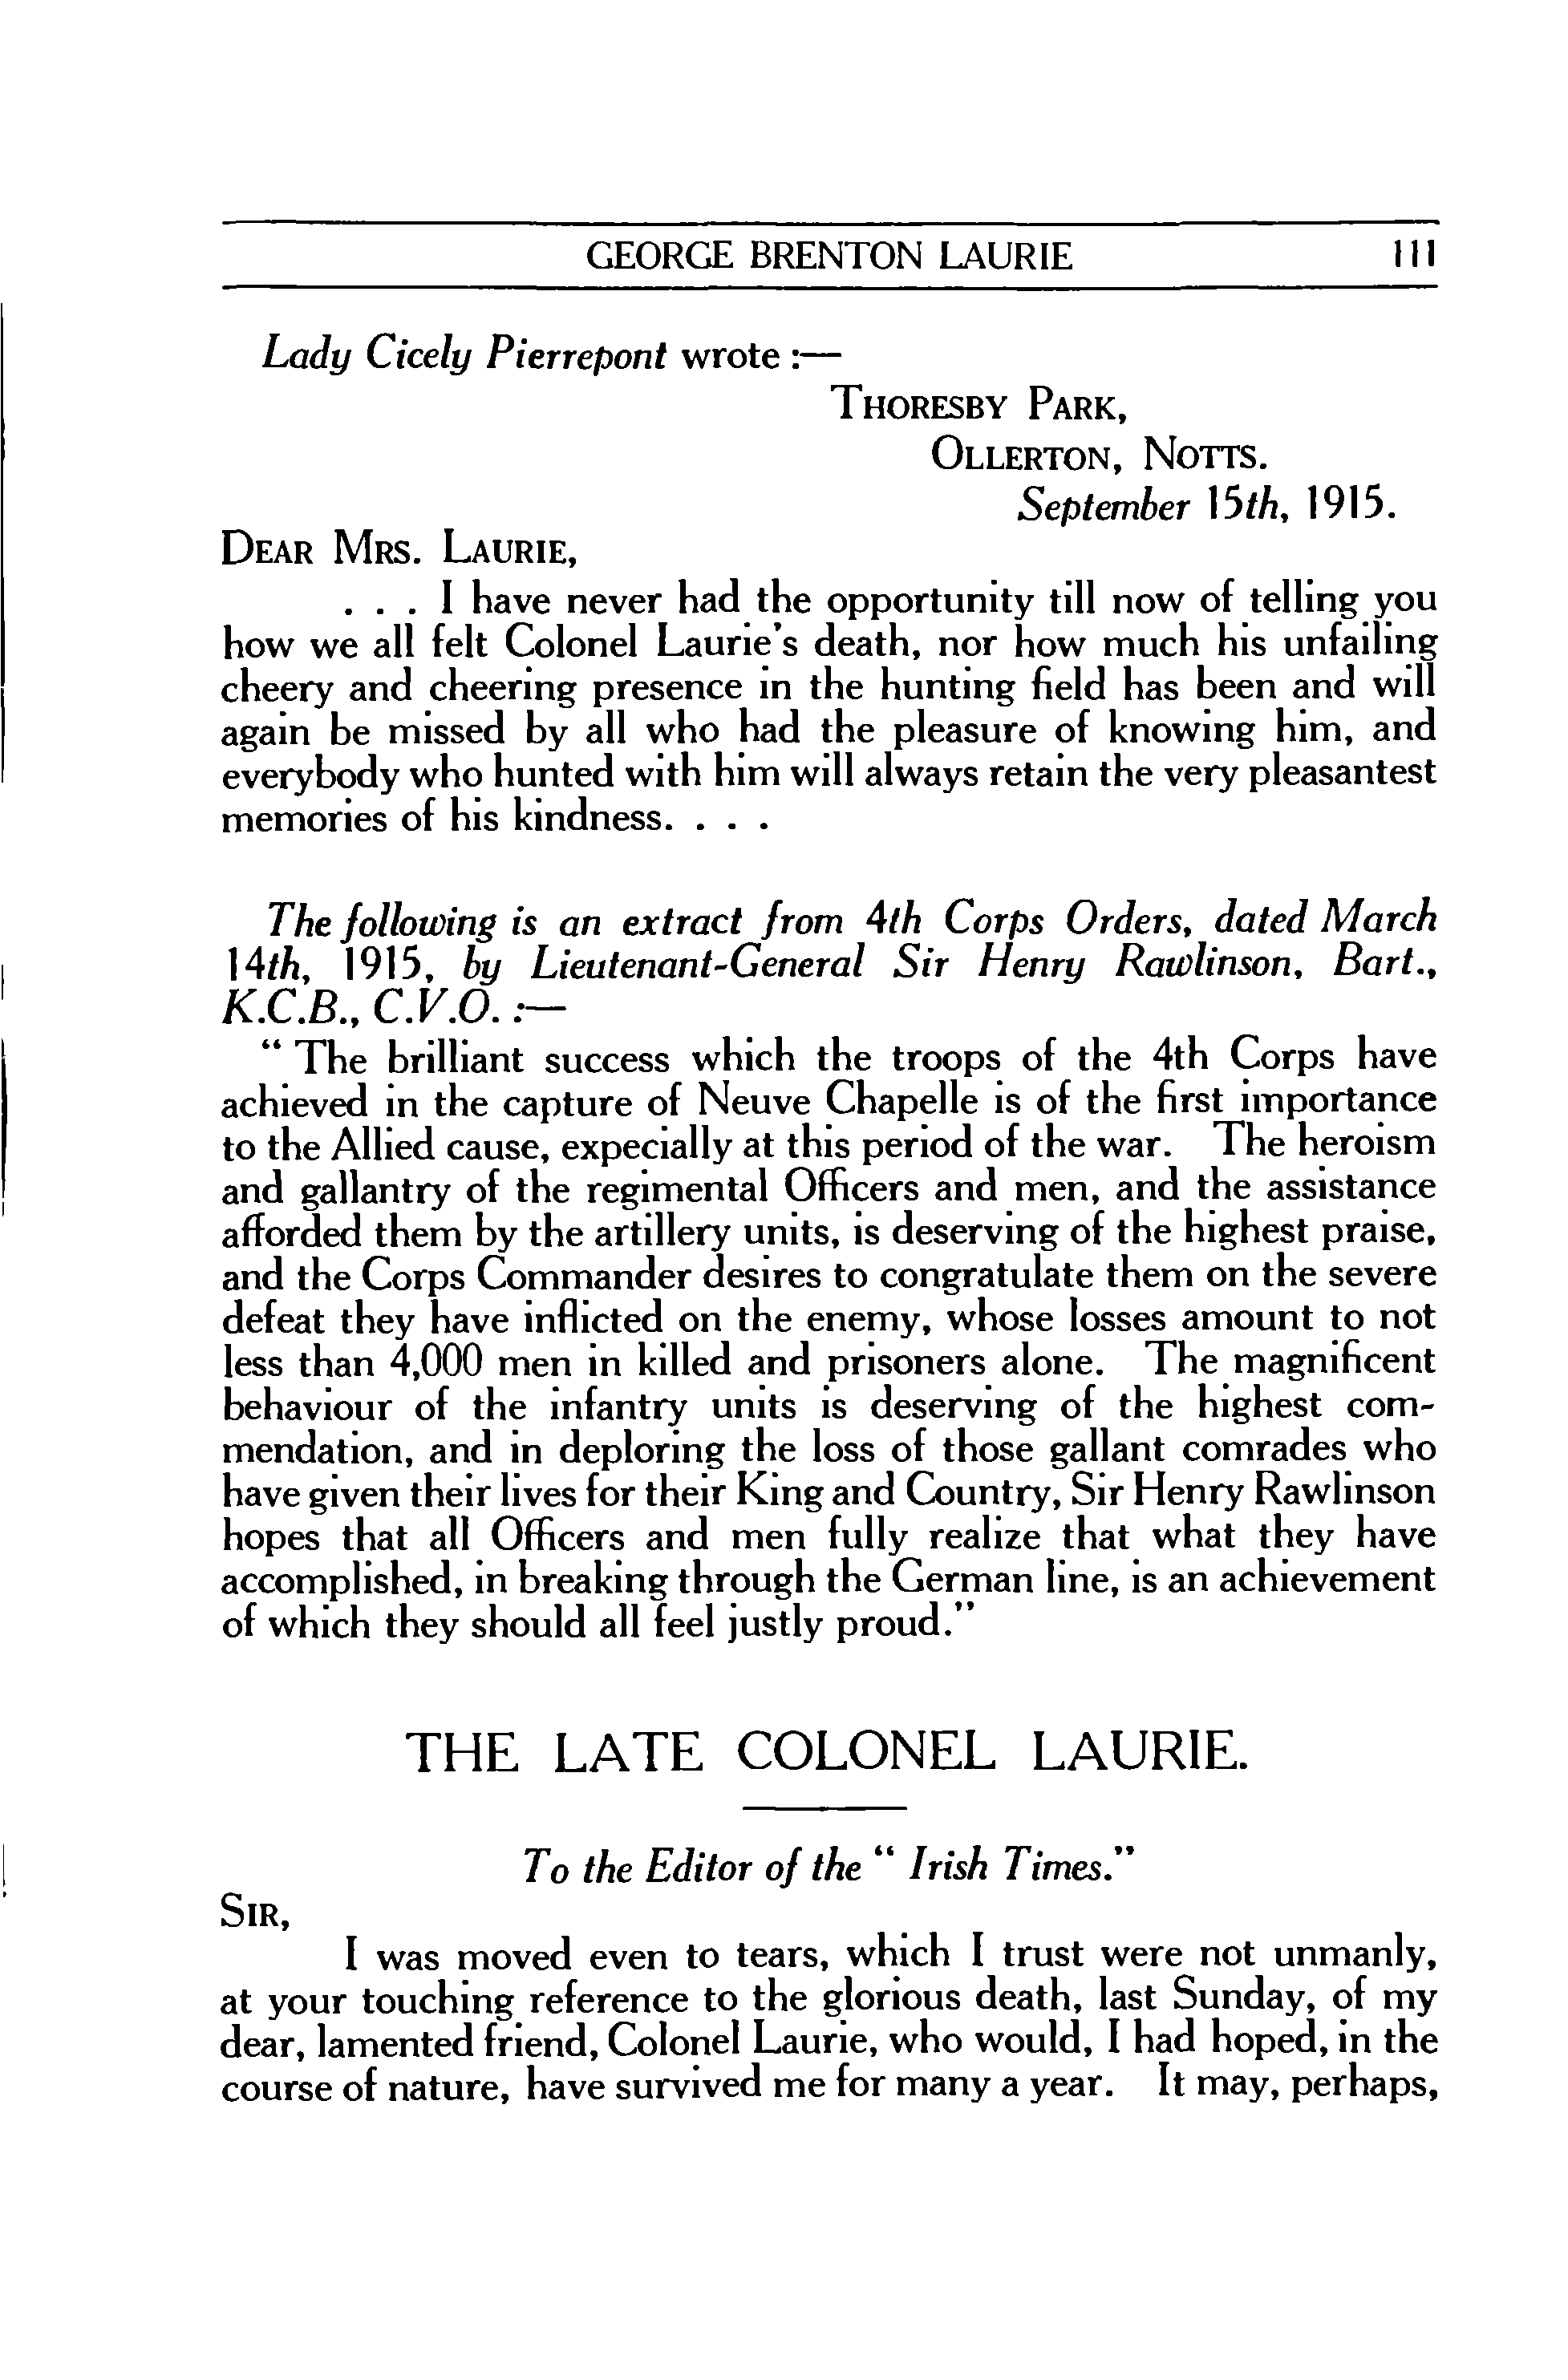 GEORGE BRENTON LAURIE 111
Lady Cicely Pierrepont wrote :—
THORESBY PARK,
OLLERTON, NOTTS.
September 15th, 1915.
DEAR MRS. LAURIE,
. . . I have never had the opportunity till now of telling you
how we all felt Colonel Laurie's death, nor how much his unfailing
cheery and cheering presence in the hunting field has been and will
again be missed by all who had the pleasure of knowing him, and
everybody who hunted with him will always retain the very pleasantest
memories of his kindness. . . .
The following is an extract from 4th Corps Orders, dated March
14th, 1915, by Lieutenant-General Sir Henry Rawlinson, Bart.,
K.C.B., C.V.O. :—
" The brilliant success which the troops of the 4th Corps have
achieved in the capture of Neuve Chapelle is of the first importance
to the Allied cause, expecially at this period of the war. The heroism
and gallantry of the regimental Officers and men, and the assistance
afforded them by the artillery units, is deserving of the highest praise,
and the Corps Commander desires to congratulate them on the severe
defeat they have inflicted on the enemy, whose losses amount to not
less than 4,000 men in killed and prisoners alone. The magnificent
behaviour of the infantry units is deserving of the highest com-
mendation, and in deploring the loss of those gallant comrades who
have given their lives for their King and Country, Sir Henry Rawlinson
hopes that all Officers and men fully realize that what they have
accomplished, in breaking through the German line, is an achievement
of which they should all feel justly proud."
THE LATE COLONEL LAURIE.
To the Editor of the " Irish Times."
SIR,
I was moved even to tears, which I trust were not unmanly,
at your touching reference to the glorious death, last Sunday, of my
dear, lamented friend, Colonel Laurie, who would, I had hoped, in the
course of nature, have survived me for many a year. It may, perhaps,